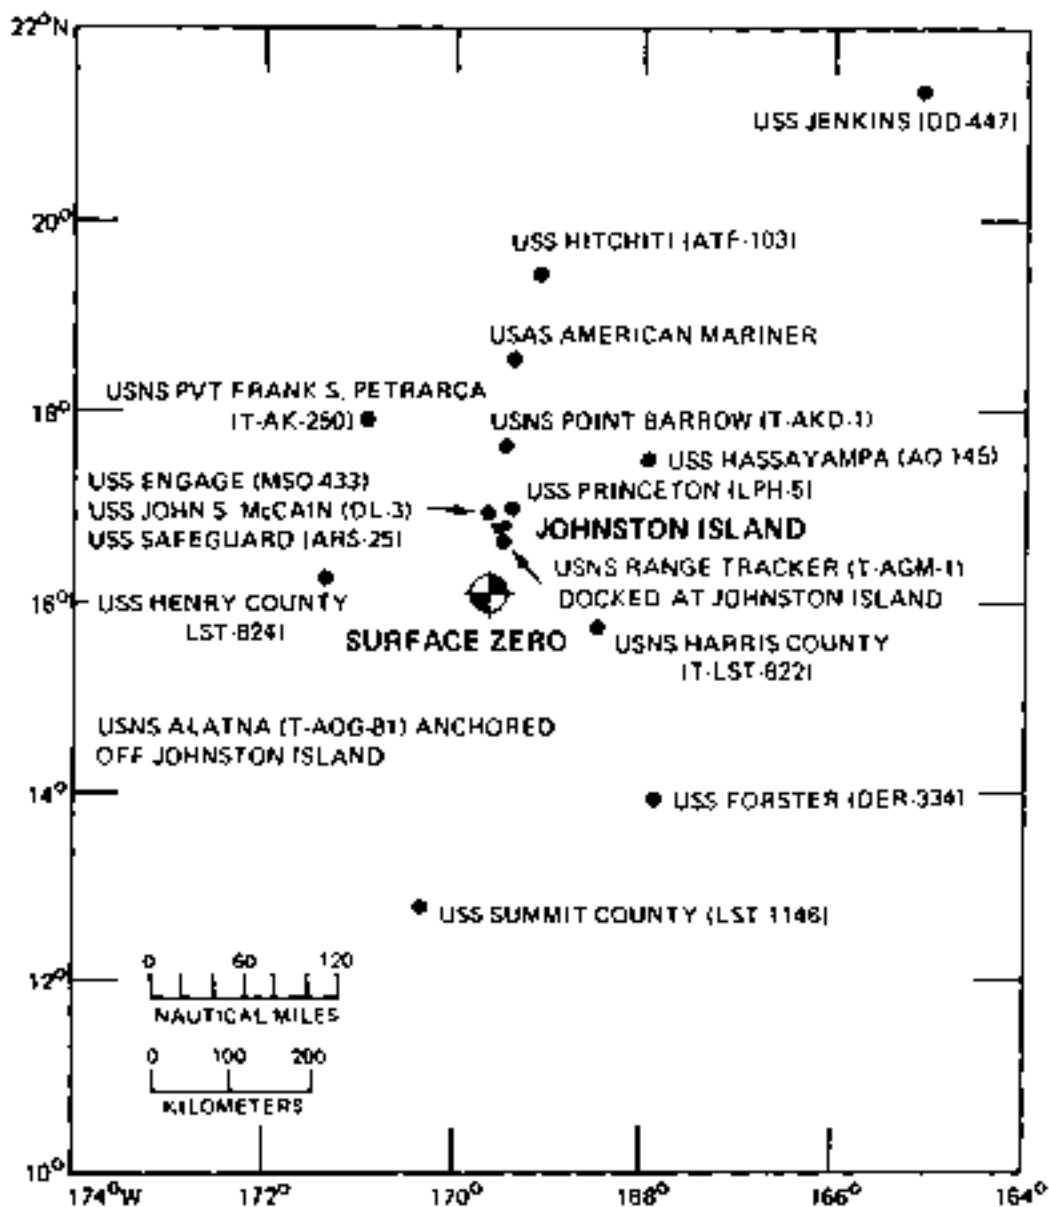 22°N
USS JENKINS (DD-447)
20°
USS HITCHITI (ATF-103)
USAS AMERICAN MARINER
USNS PVT FRANK S. PETRARCA
(T-AK-250)
18°
USNS POINT BARROW (T-AKD-1)
USS HASSAYAMPA (AO 145)
USS ENGAGE (MSO-433)
USS PRINCETON (LPH-5)
USS JOHN S. McCAIN (DL-3)
JOHNSTON ISLAND
USS SAFEGUARD (ARS-25)
USNS RANGE TRACKER (T-AGM-1)
DOCKED AT JOHNSTON ISLAND
16°
USS HENRY COUNTY
LST-824)
SURFACE ZERO
USNS HARRIS COUNTY
(T-LST-822)
USNS ALATNA (T-AOG-81) ANCHORED
OFF JOHNSTON ISLAND
14°
USS FORSTER (DER-334)
USS SUMMIT COUNTY (LST 1146)
0 60 120
12°
NAUTICAL MILES
0 100 200
KILOMETERS
10°
174°W 172° 170° 168° 166° 164°